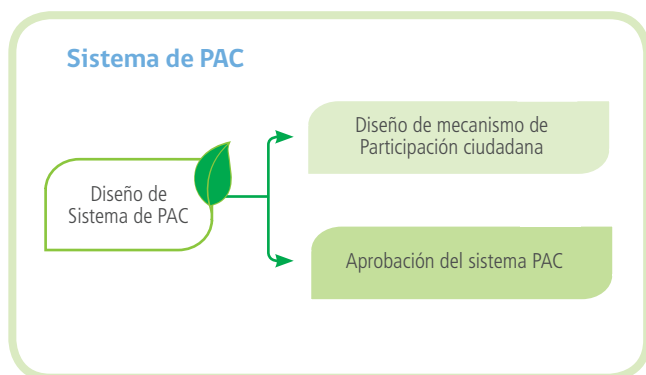 Sistema de PAC
Diseño de mecanismo de
Participación ciudadana
Diseño de
Sistema de PAC
Aprobación del sistema PAC